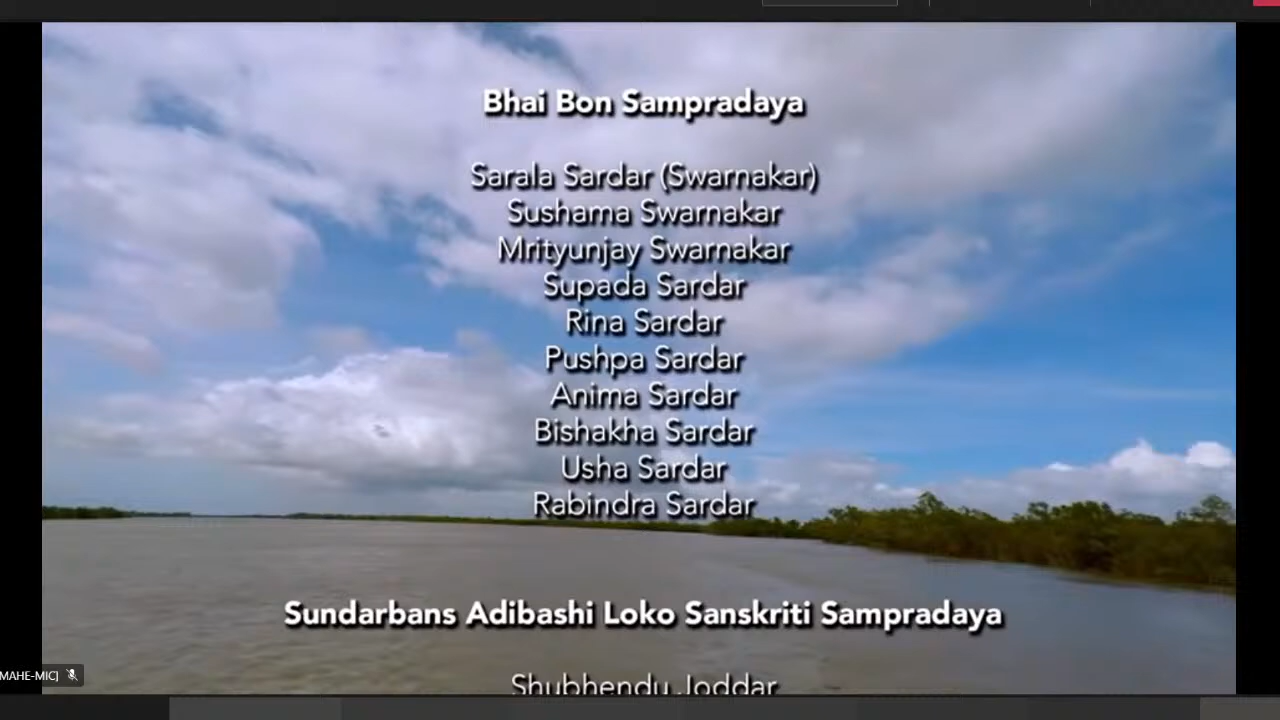 Bhai Bon Sampradaya
Sarala Sardar (Swarnakar)
Sushama Swarnakar
Mrityunjay Swarnakar
Supada Sardar
Rina Sardar
Pushpa Sardar
Anima Sardar
Bishakha Sardar
Usha Sardar
Rabindra Sardar
Sundarbans Adibashi Loko Sanskriti Sampradaya
Shubhendu Joddar
MAHE-MIC]